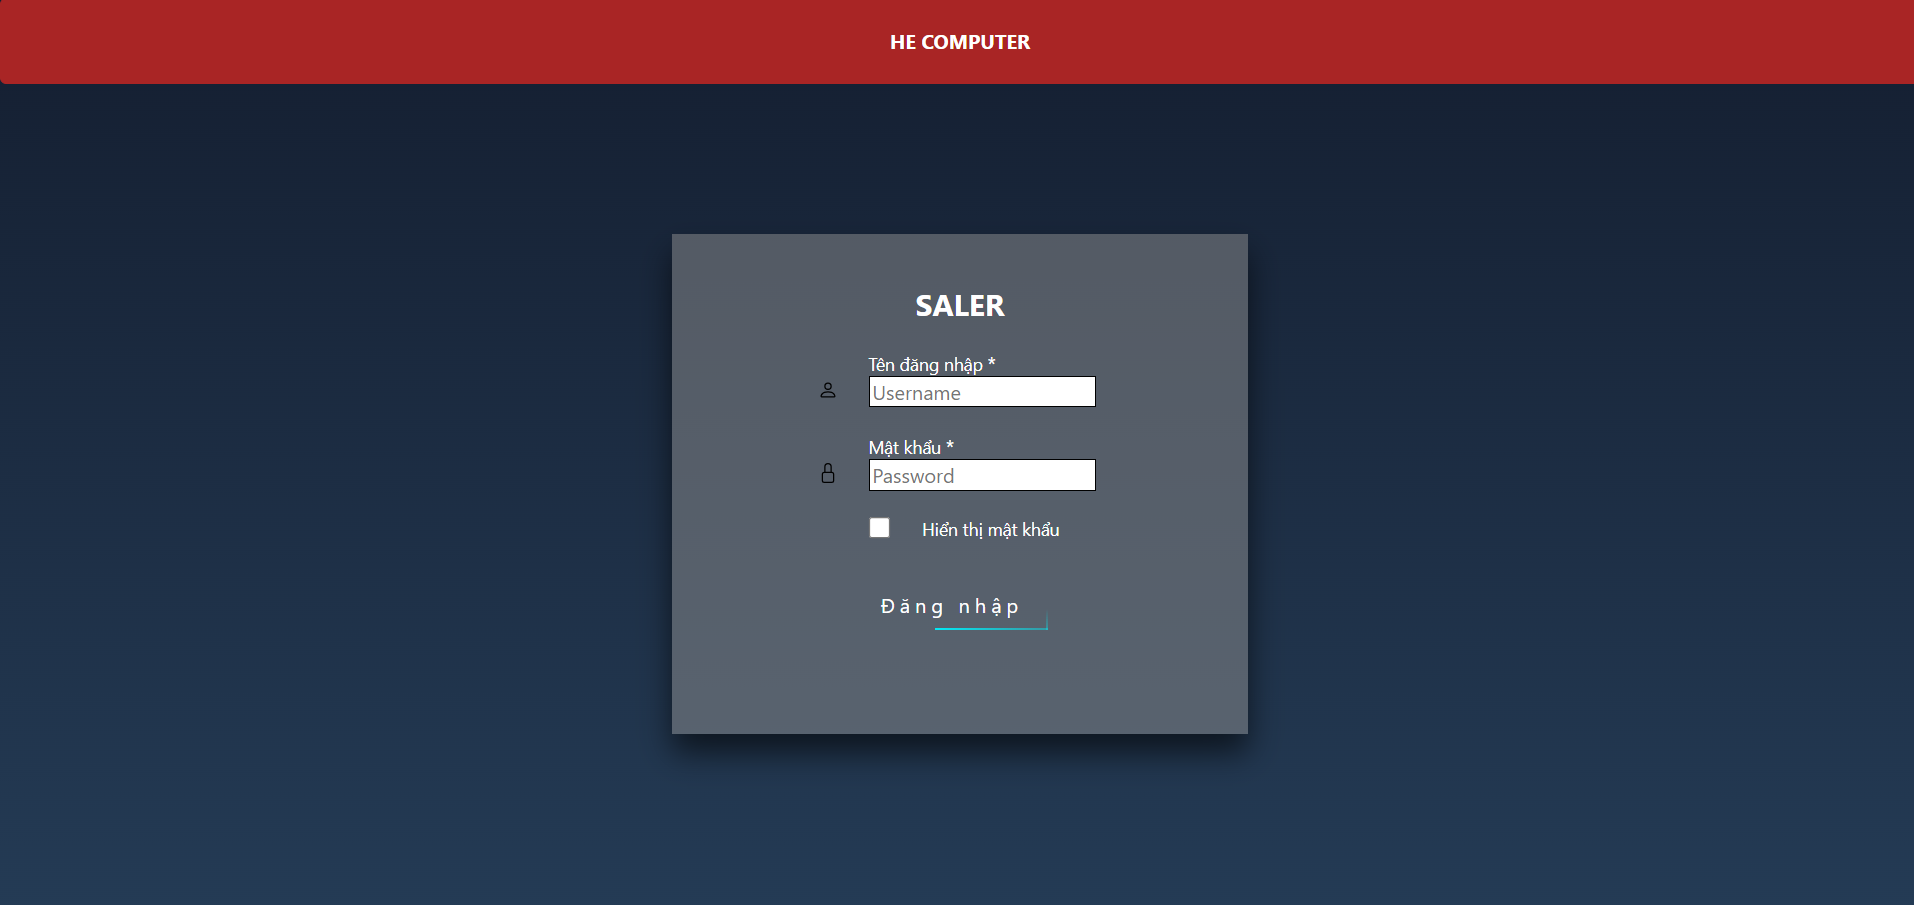 HE COMPUTER
SALER
Tên đăng nhập *
Username
Mật khẩu *
Password
Hiển thị mật khẩu
Đăng nhập